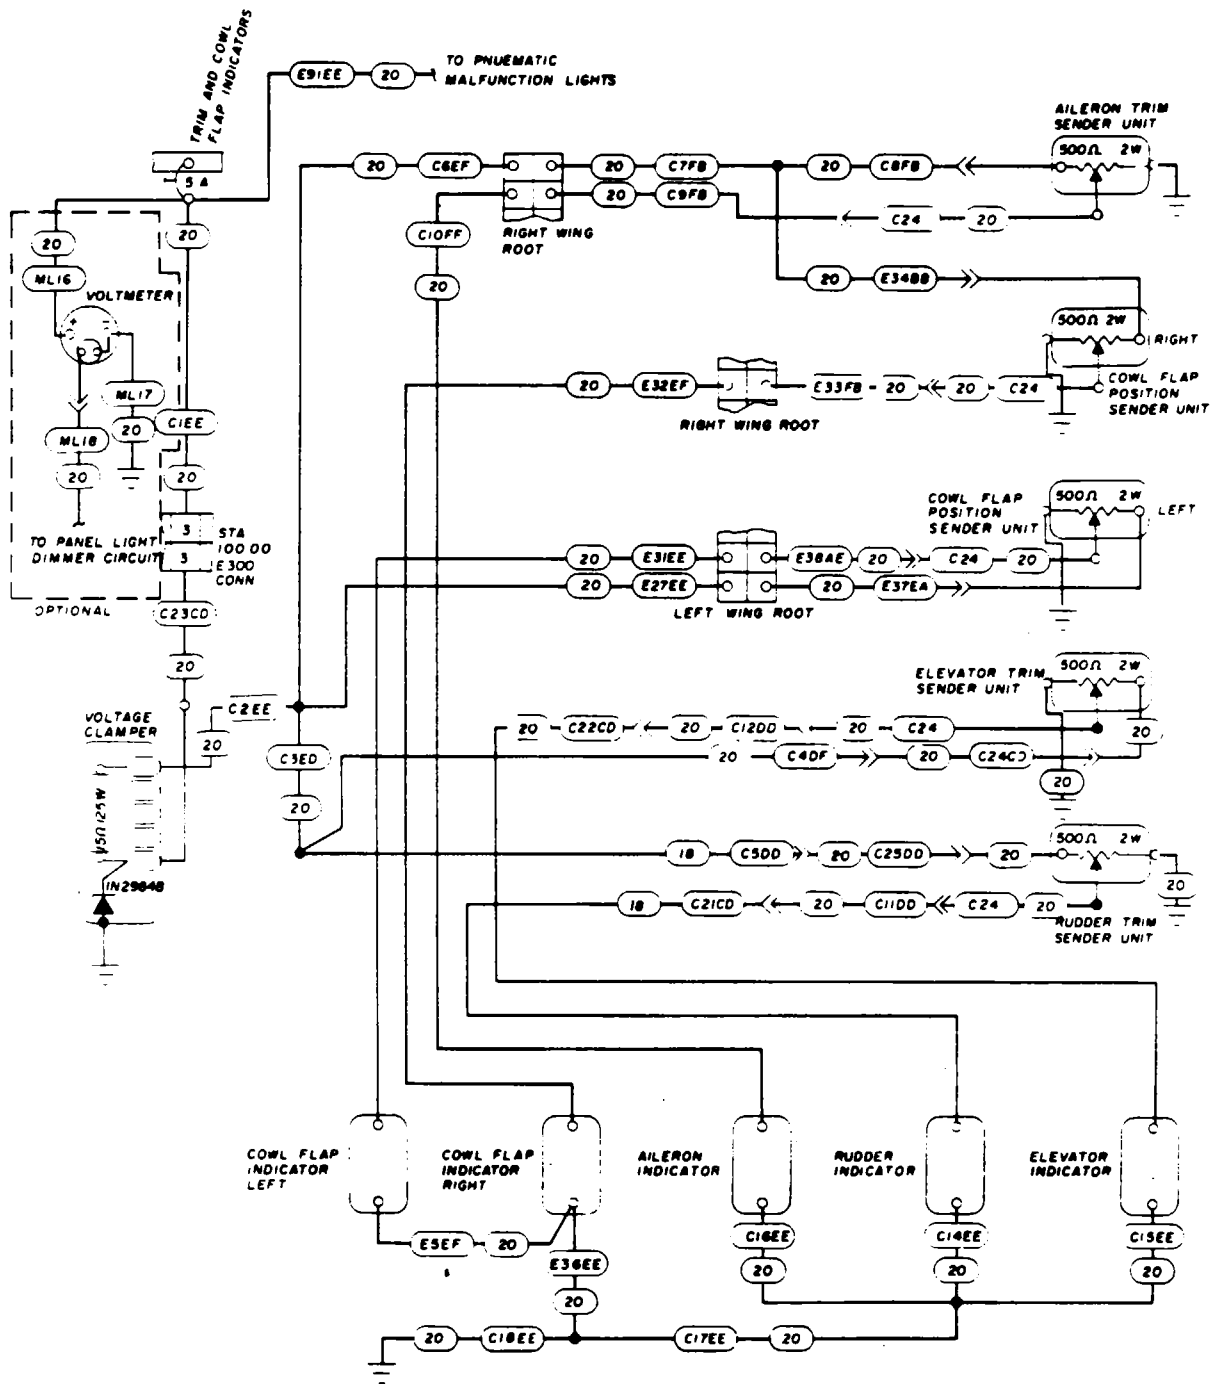 TRIM AND COWL
FLAP INDICATORS
5 A
E91EE 20 TO PNUEMATIC
MALFUNCTION LIGHTS
AILERON TRIM
SENDER UNIT
500Ω 2W
20 C6EF 20 C7FB 20 C8FB
20 C9FB
C24 20
RIGHT WING
ROOT
C10FF
20
20 E34BB
20
20
ML16
VOLTMETER
+ −
ML17
20
ML18
20
TO PANEL LIGHT
DIMMER CIRCUIT
OPTIONAL
C1EE
20
3
3
STA
100 00
E300
CONN
C23CD
20
500Ω 2W
RIGHT
COWL FLAP
POSITION
SENDER UNIT
20 E32EF E33FB 20 20 C24
RIGHT WING ROOT
COWL FLAP
POSITION
SENDER UNIT
500Ω 2W
LEFT
20 E31EE E38AE 20 C24 20
20 E27EE 20 E37EA
LEFT WING ROOT
ELEVATOR TRIM
SENDER UNIT
500Ω 2W
VOLTAGE
CLAMPER
C2EE
20
C3ED
20
20 C22CD 20 C12DD 20 C24
20
20 C4DF 20 C24CD
20
125W
IN2984B
18 C5DD 20 C25DD 20
500Ω 2W
20
18 C21CD 20 C11DD C24 20
RUDDER TRIM
SENDER UNIT
COWL FLAP
INDICATOR
LEFT
COWL FLAP
INDICATOR
RIGHT
AILERON
INDICATOR
RUDDER
INDICATOR
ELEVATOR
INDICATOR
E5EF 20
E36EE
20
C16EE
20
C14EE
20
C15EE
20
20 C18EE C17EE 20